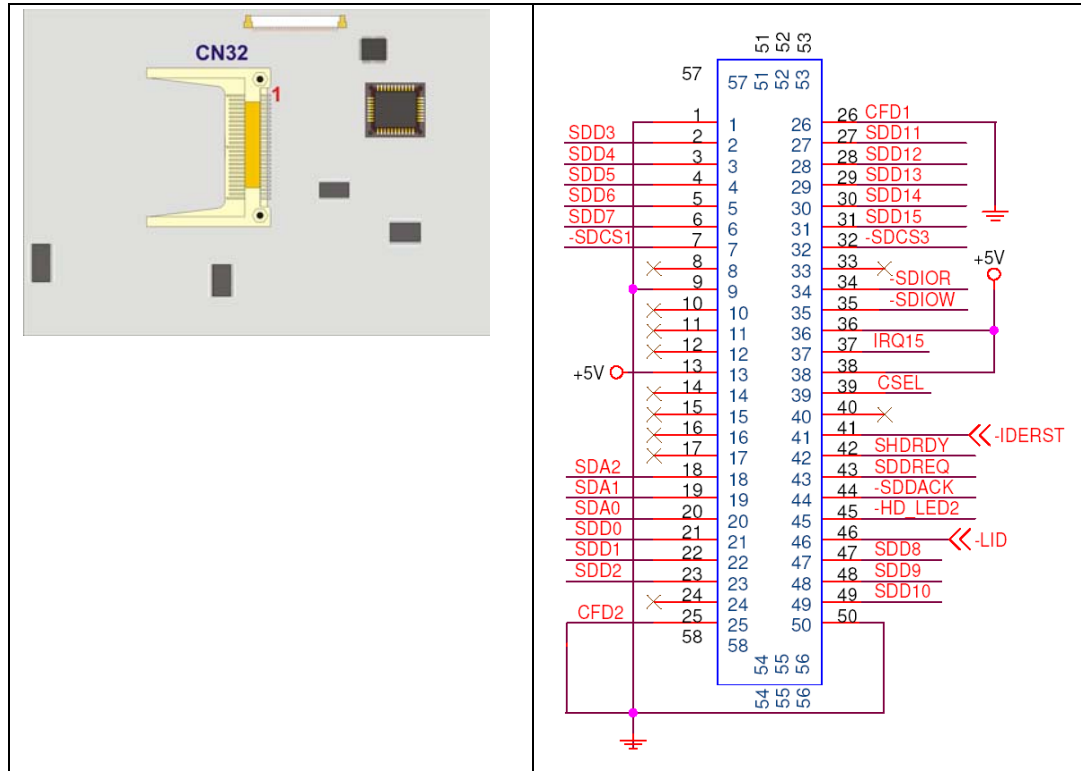 CN32
1
51 52 53
57
57 51 52 53
1 1 26 26 CFD1
SDD3 2 2 27 27 SDD11
SDD4 3 3 28 28 SDD12
SDD5 4 4 29 29 SDD13
SDD6 5 5 30 30 SDD14
SDD7 6 6 31 31 SDD15
-SDCS1 7 7 32 32 -SDCS3
8 8 33 33 +5V
9 9 34 34 -SDIOR
10 10 35 35 -SDIOW
11 11 36 36
12 12 37 37 IRQ15
+5V 13 13 38 38
14 14 39 39 CSEL
15 15 40 40
16 16 41 41 -IDERST
17 17 42 42 SHDRDY
SDA2 18 18 43 43 SDDREQ
SDA1 19 19 44 44 -SDDACK
SDA0 20 20 45 45 -HD_LED2
SDD0 21 21 46 46 -LID
SDD1 22 22 47 47 SDD8
SDD2 23 23 48 48 SDD9
24 24 49 49 SDD10
CFD2 25 25 50 50
58
58 54 55 56
54 55 56